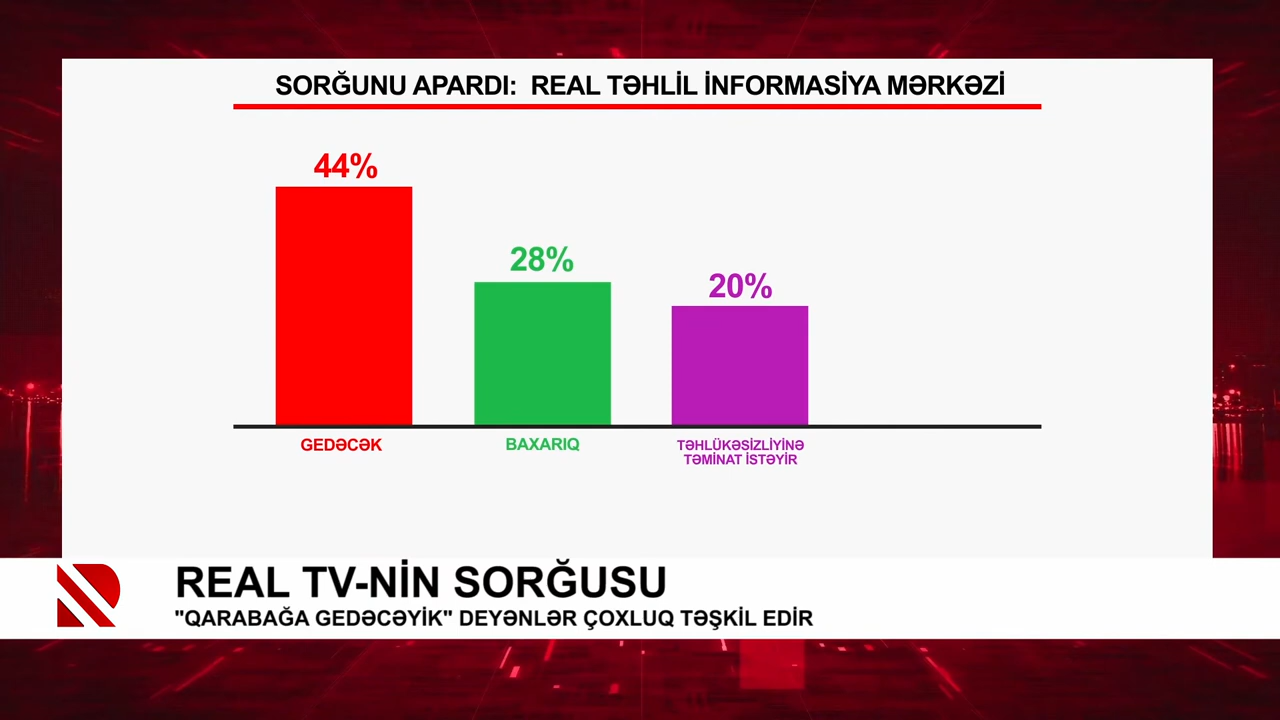 SORĞUNU APARDI: REAL TƏHLİL İNFORMASİYA MƏRKƏZİ
44%
28%
20%
GEDƏCƏK
BAXARIQ
TƏHLÜKƏSİZLİYİNƏ
TƏMİNAT İSTƏYİR
REAL TV-NİN SORĞUSU
"QARABAĞA GEDƏCƏYİK" DEYƏNLƏR ÇOXLUQ TƏŞKİL EDİR